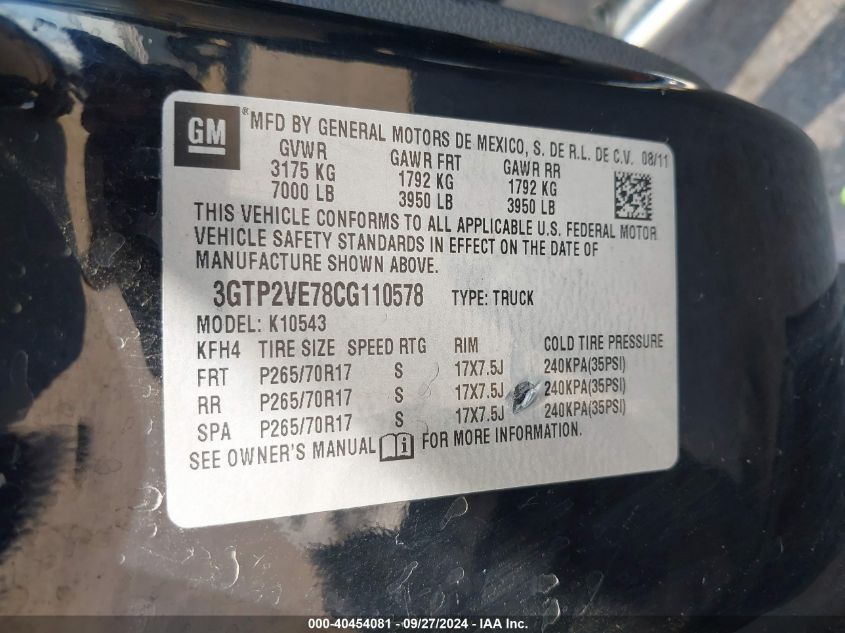 GM
® MFD BY GENERAL MOTORS DE MEXICO, S. DE R.L. DE C.V. 08/11
GVWR GAWR FRT GAWR RR
3175 KG 1792 KG 1792 KG
7000 LB 3950 LB 3950 LB
THIS VEHICLE CONFORMS TO ALL APPLICABLE U.S. FEDERAL MOTOR
VEHICLE SAFETY STANDARDS IN EFFECT ON THE DATE OF
MANUFACTURE SHOWN ABOVE.
3GTP2VE78CG110578 TYPE: TRUCK
MODEL: K10543
KFH4 TIRE SIZE SPEED RTG RIM COLD TIRE PRESSURE
FRT P265/70R17 S 17X7.5J 240KPA(35PSI)
RR P265/70R17 S 17X7.5J 240KPA(35PSI)
SPA P265/70R17 S 17X7.5J 240KPA(35PSI)
SEE OWNER'S MANUAL i FOR MORE INFORMATION.
000-40454081 - 09/27/2024 - IAA Inc.